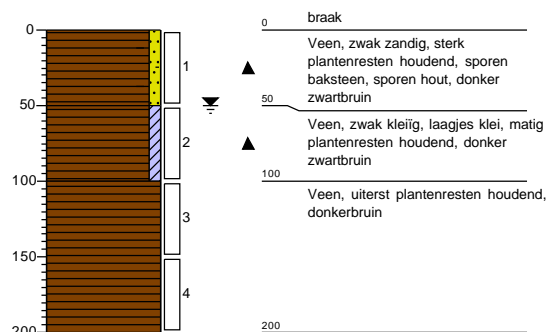 0
50
100
150
200
1
2
3
4
0
braak
Veen, zwak zandig, sterk
plantenresten houdend, sporen
baksteen, sporen hout, donker
zwartbruin
50
Veen, zwak kleiïg, laagjes klei, matig
plantenresten houdend, donker
zwartbruin
100
Veen, uiterst plantenresten houdend,
donkerbruin
200